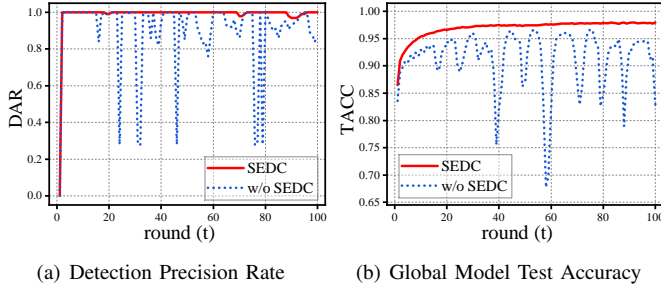 1.0
0.8
0.6
0.4
0.2
0.0
DAR
0 20 40 60 80 100
round (t)
SEDC
w/o SEDC
(a) Detection Precision Rate
1.00
0.95
0.90
0.85
0.80
0.75
0.70
0.65
TACC
0 20 40 60 80 100
round (t)
SEDC
w/o SEDC
(b) Global Model Test Accuracy